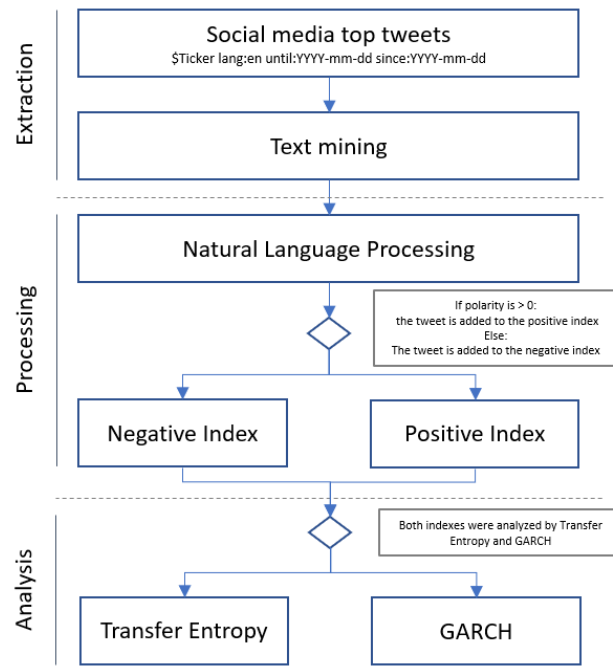 Extraction
Social media top tweets
$Ticker lang:en until:YYYY-mm-dd since:YYYY-mm-dd
Text mining
Processing
Natural Language Processing
If polarity is > 0:
the tweet is added to the positive index
Else:
The tweet is added to the negative index
Negative Index
Positive Index
Analysis
Both indexes were analyzed by Transfer
Entropy and GARCH
Transfer Entropy
GARCH